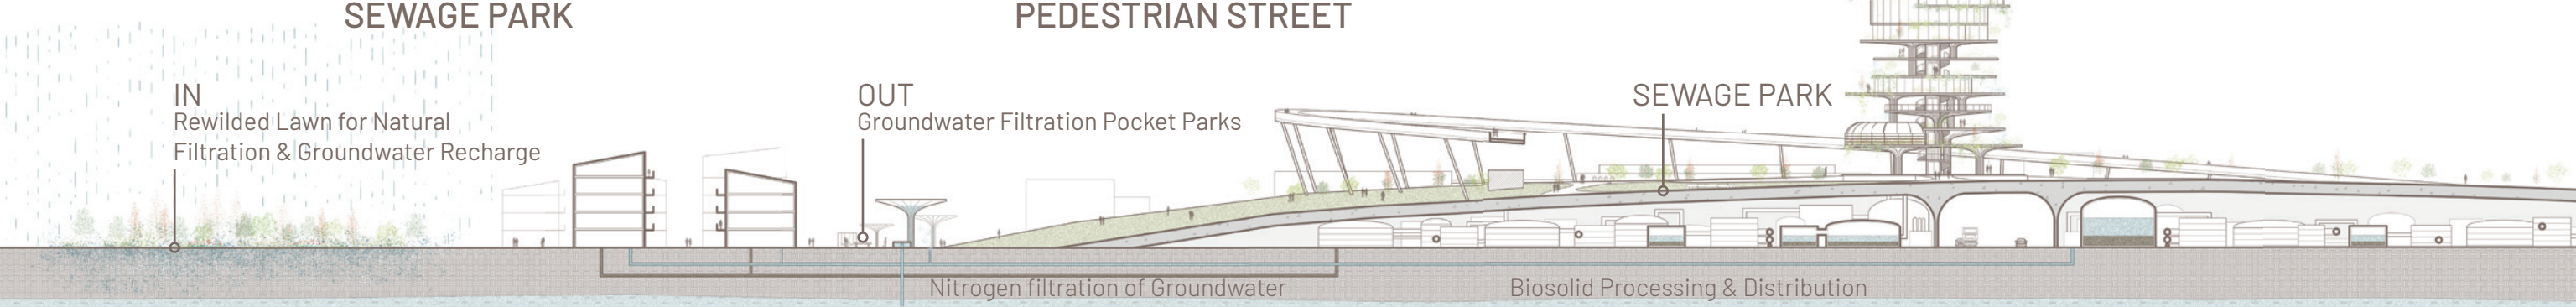 SEWAGE PARK
PEDESTRIAN STREET
IN
Rewilded Lawn for Natural
Filtration & Groundwater Recharge
OUT
Groundwater Filtration Pocket Parks
SEWAGE PARK
Nitrogen filtration of Groundwater
Biosolid Processing & Distribution